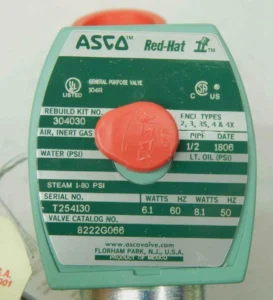 ASCO Red-Hat II
UL LISTED
GENERAL PURPOSE VALVE
C US
REBUILD KIT NO.
304030
ENCL TYPES
2, 3, 3S, 4 & 4X
AIR, INERT GAS
PIPE DATE
1/2 1806
WATER (PSI)
LT. OIL (PSI)
STEAM 1-80 PSI
SERIAL NO. WATTS HZ WATTS HZ
T254130 6.1 60 8.1 50
VALVE CATALOG NO.
8222G066
www.ascovalve.com
FLORHAM PARK, N.J., U.S.A.
PRODUCT OF MEXICO